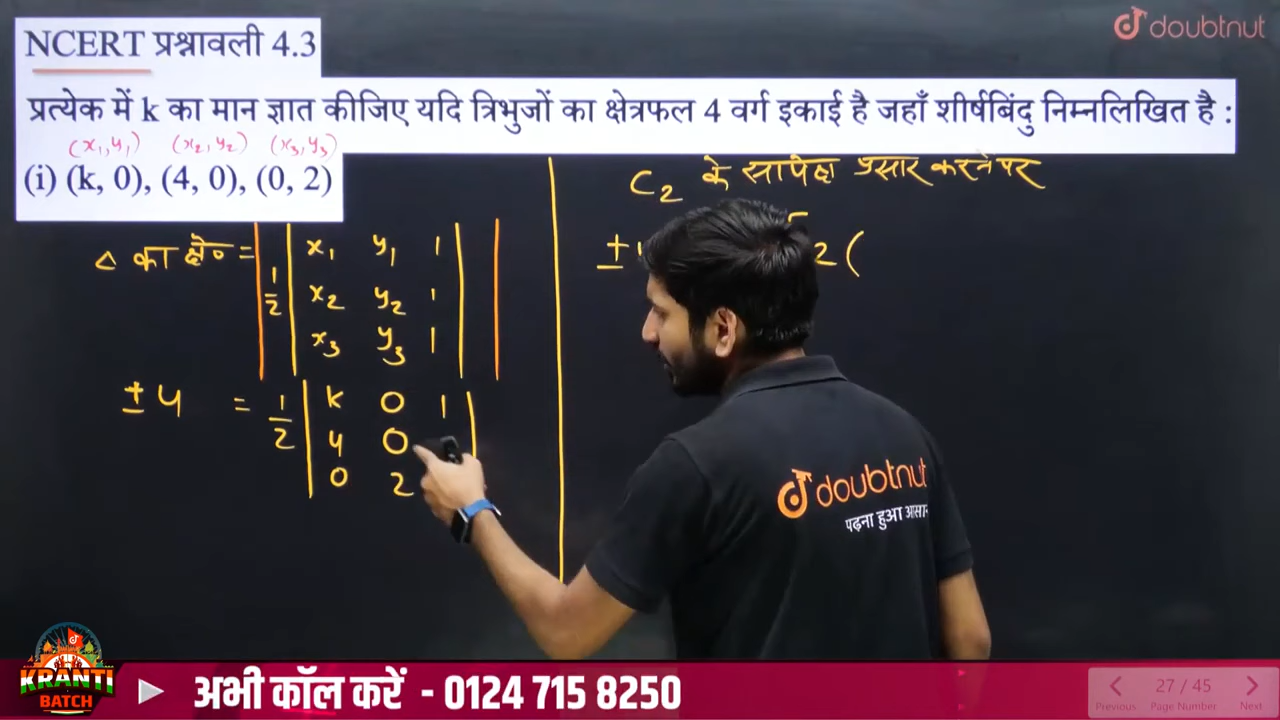 NCERT प्रश्नावली 4.3
doubtnut
प्रत्येक में k का मान ज्ञात कीजिए यदि त्रिभुजों का क्षेत्रफल 4 वर्ग इकाई है जहाँ शीर्षबिंदु निम्नलिखित है :
(x₁,y₁) (x₂,y₂) (x₃,y₃)
(i) (k, 0), (4, 0), (0, 2)
C₂ के सापेक्ष प्रसार करने पर
Δ का क्षे० = | 1/2 | x₁ y₁ 1
x₂ y₂ 1
x₃ y₃ 1 | |
± 2 (
± 4 = 1/2 | K 0 1
4 0
0 2 |
doubtnut
पढ़ना हुआ आसान
KRANTI
BATCH
अभी कॉल करें - 0124 715 8250
27 / 45
Previous Page Number Next